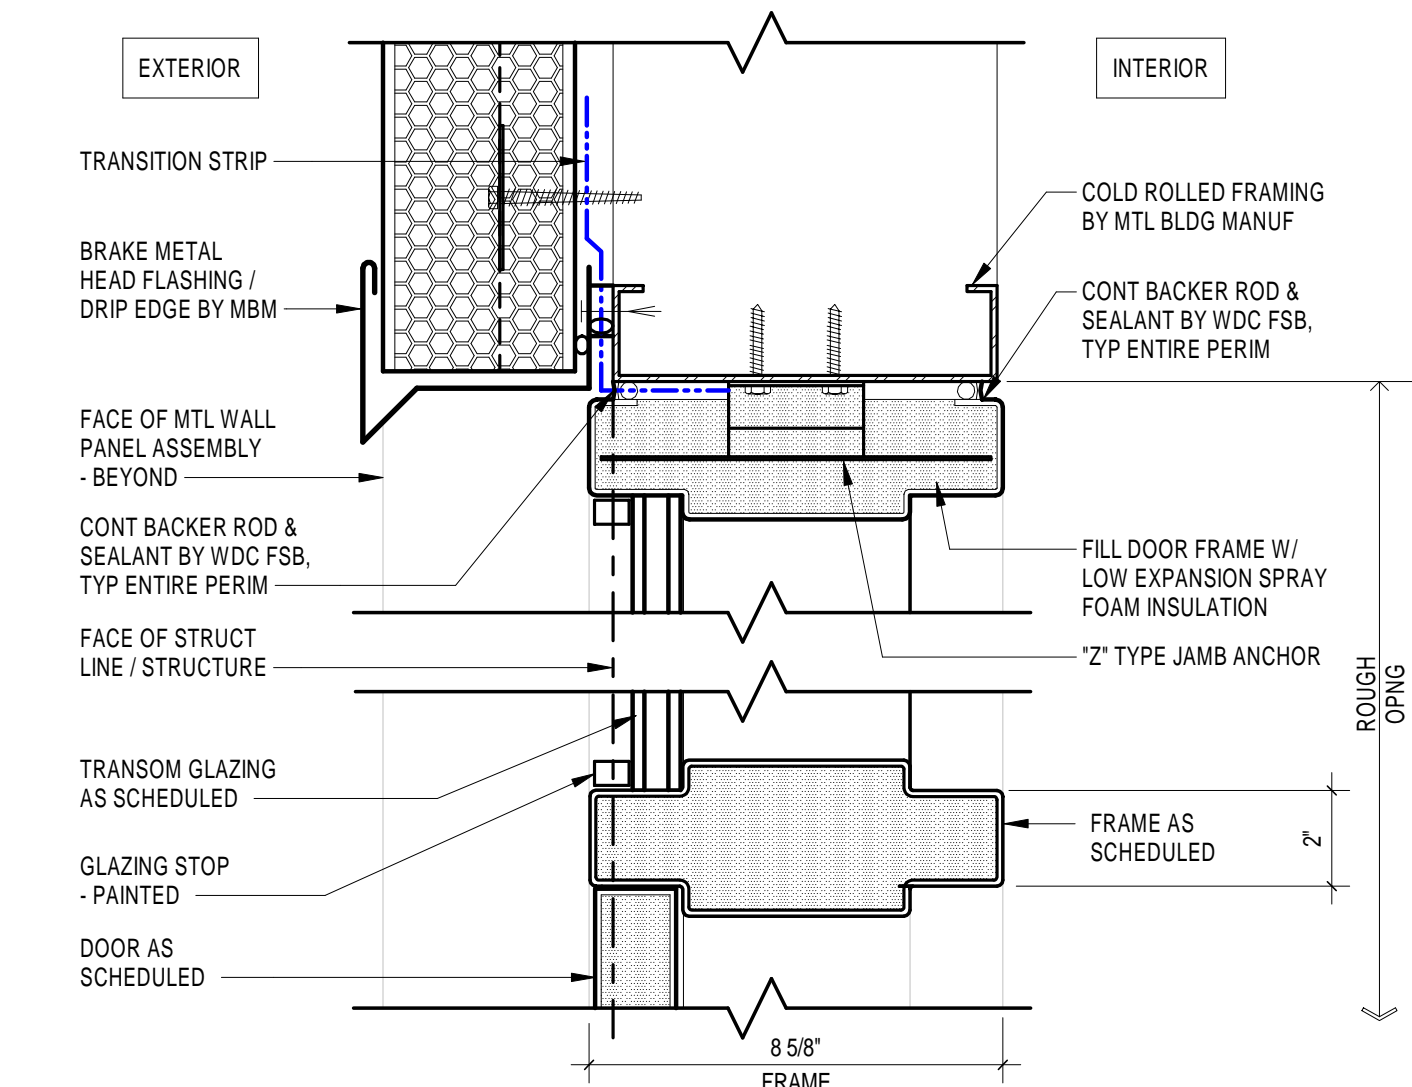 EXTERIOR
INTERIOR
TRANSITION STRIP
BRAKE METAL
HEAD FLASHING /
DRIP EDGE BY MBM
FACE OF MTL WALL
PANEL ASSEMBLY
- BEYOND
CONT BACKER ROD &
SEALANT BY WDC FSB,
TYP ENTIRE PERIM
FACE OF STRUCT
LINE / STRUCTURE
TRANSOM GLAZING
AS SCHEDULED
GLAZING STOP
- PAINTED
DOOR AS
SCHEDULED
COLD ROLLED FRAMING
BY MTL BLDG MANUF
CONT BACKER ROD &
SEALANT BY WDC FSB,
TYP ENTIRE PERIM
FILL DOOR FRAME W/
LOW EXPANSION SPRAY
FOAM INSULATION
"Z" TYPE JAMB ANCHOR
ROUGH
OPNG
FRAME AS
SCHEDULED
2"
8 5/8"
FRAME